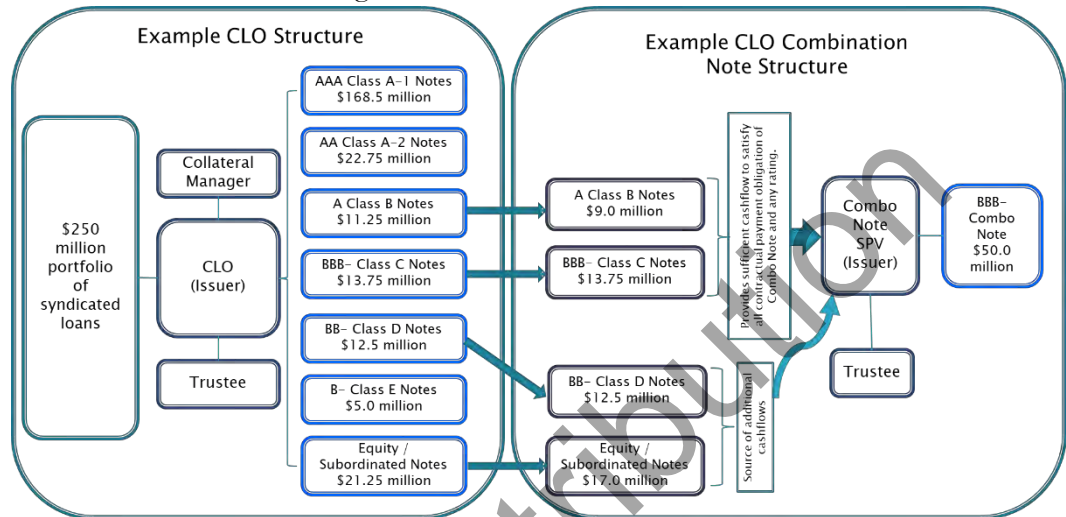 Example CLO Structure
$250
million
portfolio
of
syndicated
loans
Collateral
Manager
CLO
(Issuer)
Trustee
AAA Class A-1 Notes
$168.5 million
AA Class A-2 Notes
$22.75 million
A Class B Notes
$11.25 million
BBB- Class C Notes
$13.75 million
BB- Class D Notes
$12.5 million
B- Class E Notes
$5.0 million
Equity /
Subordinated Notes
$21.25 million
Example CLO Combination
Note Structure
A Class B Notes
$9.0 million
BBB- Class C Notes
$13.75 million
BB- Class D Notes
$12.5 million
Equity /
Subordinated Notes
$17.0 million
Provides sufficient cashflow to satisfy
all contractual payment obligation of
Combo Note and any rating.
Source of additional
cashflows
Combo
Note
SPV
(Issuer)
Trustee
BBB-
Combo
Note
$50.0
million